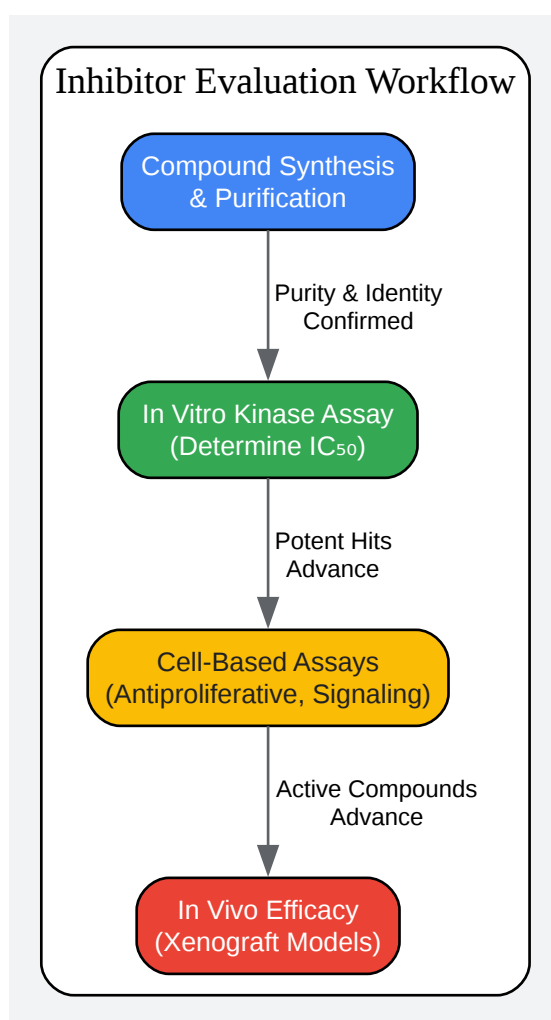 Inhibitor Evaluation Workflow
Compound Synthesis
& Purification
Purity & Identity
Confirmed
In Vitro Kinase Assay
(Determine IC₅₀)
Potent Hits
Advance
Cell-Based Assays
(Antiproliferative, Signaling)
Active Compounds
Advance
In Vivo Efficacy
(Xenograft Models)